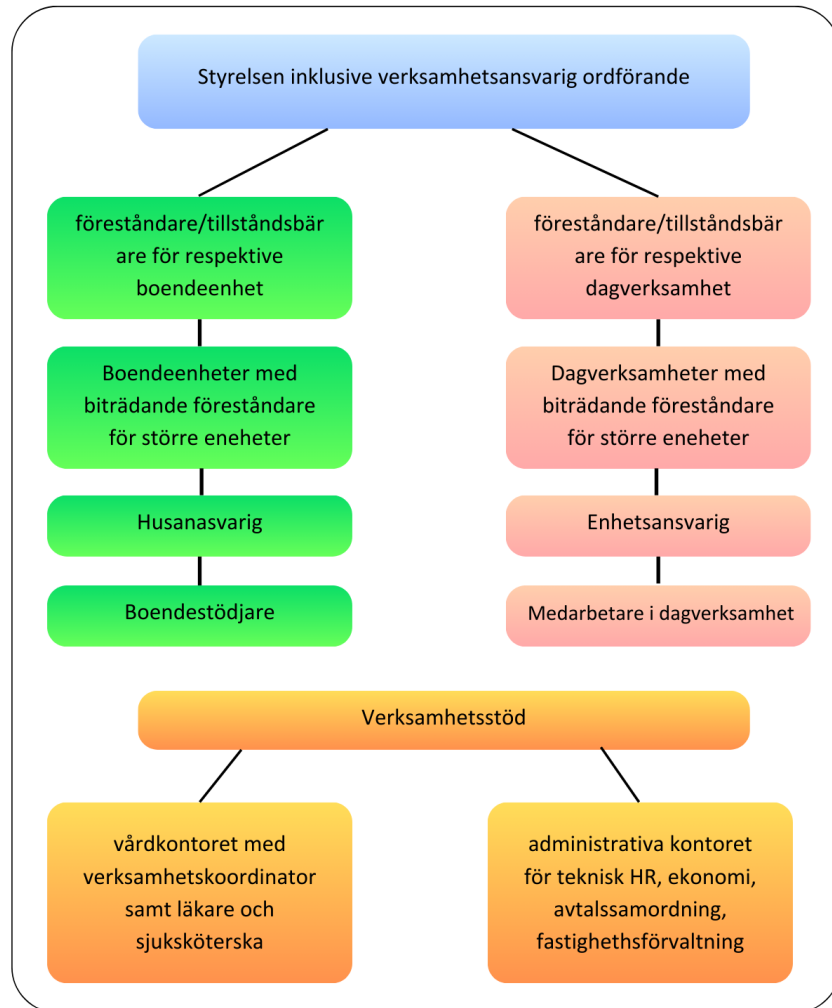 Styrelsen inklusive verksamhetsansvarig ordförande
föreståndare/tillståndsbär
are för respektive
boendeenhet
föreståndare/tillståndsbär
are för respektive
dagverksamhet
Boendeenheter med
biträdande föreståndare
för större eneheter
Dagverksamheter med
biträdande föreståndare
för större eneheter
Husanasvarig
Enhetsansvarig
Boendestödjare
Medarbetare i dagverksamhet
Verksamhetsstöd
vårdkontoret med
verksamhetskoordinator
samt läkare och
sjuksköterska
administrativa kontoret
för teknisk HR, ekonomi,
avtalssamordning,
fastighethsförvaltning